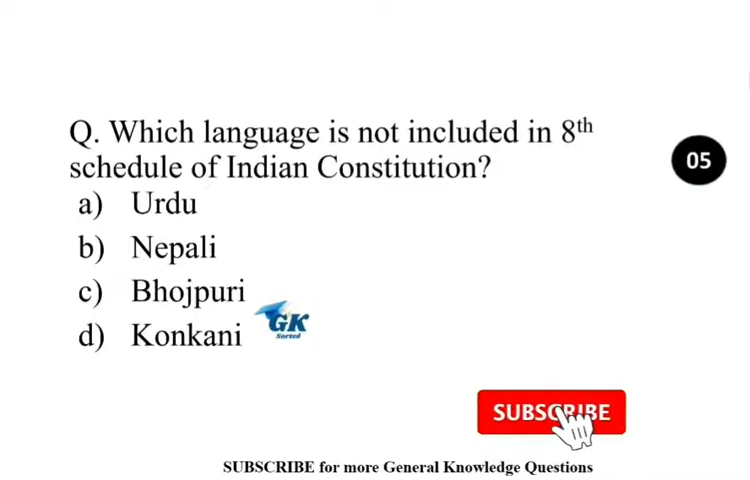 Q. Which language is not included in 8th
schedule of Indian Constitution?
05
a) Urdu
b) Nepali
c) Bhojpuri
d) Konkani
GK
Sorted
SUBSCRIBE
SUBSCRIBE for more General Knowledge Questions